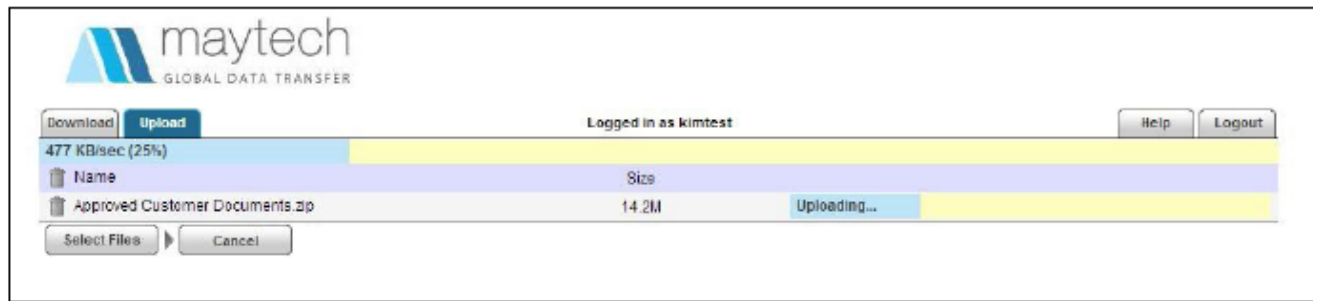 maytech
GLOBAL DATA TRANSFER
Download Upload Logged in as kimtest Help Logout
477 KB/sec (25%)
Name Size
Approved Customer Documents.zip 14.2M Uploading...
Select Files Cancel